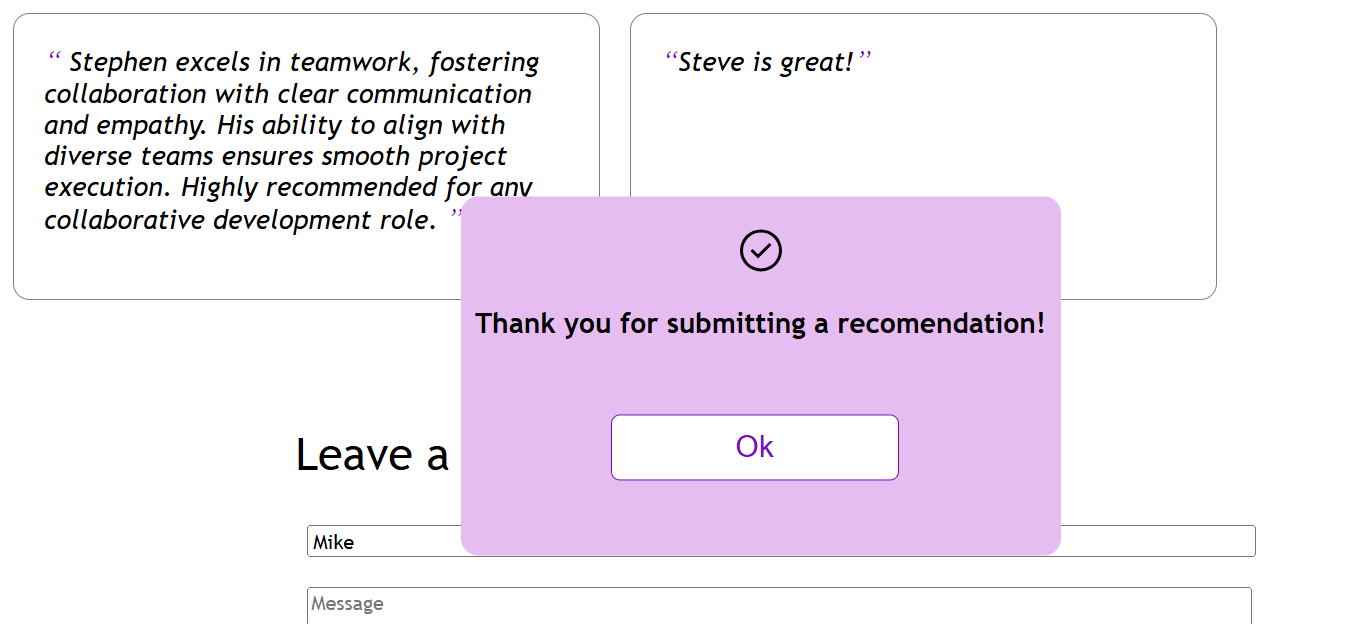 “ Stephen excels in teamwork, fostering
collaboration with clear communication
and empathy. His ability to align with
diverse teams ensures smooth project
execution. Highly recommended for any
collaborative development role. ”
“Steve is great!”
Thank you for submitting a recomendation!
Ok
Leave a
Mike
Message